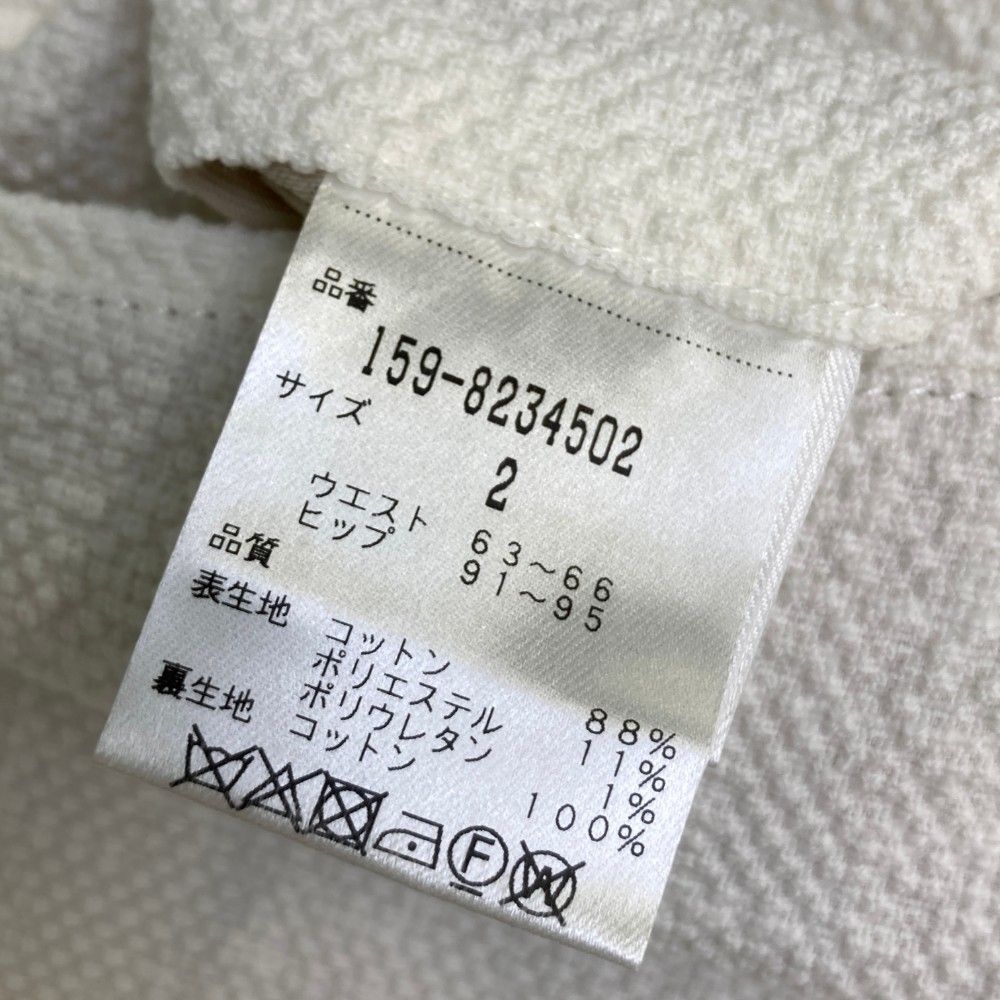 品番
159-8234502
サイズ
2
ウエスト 63~66
ヒップ 91~95
品質
表生地 コットン 88%
ポリエステル 11%
ポリウレタン 1%
裏生地 コットン 100%
F
W